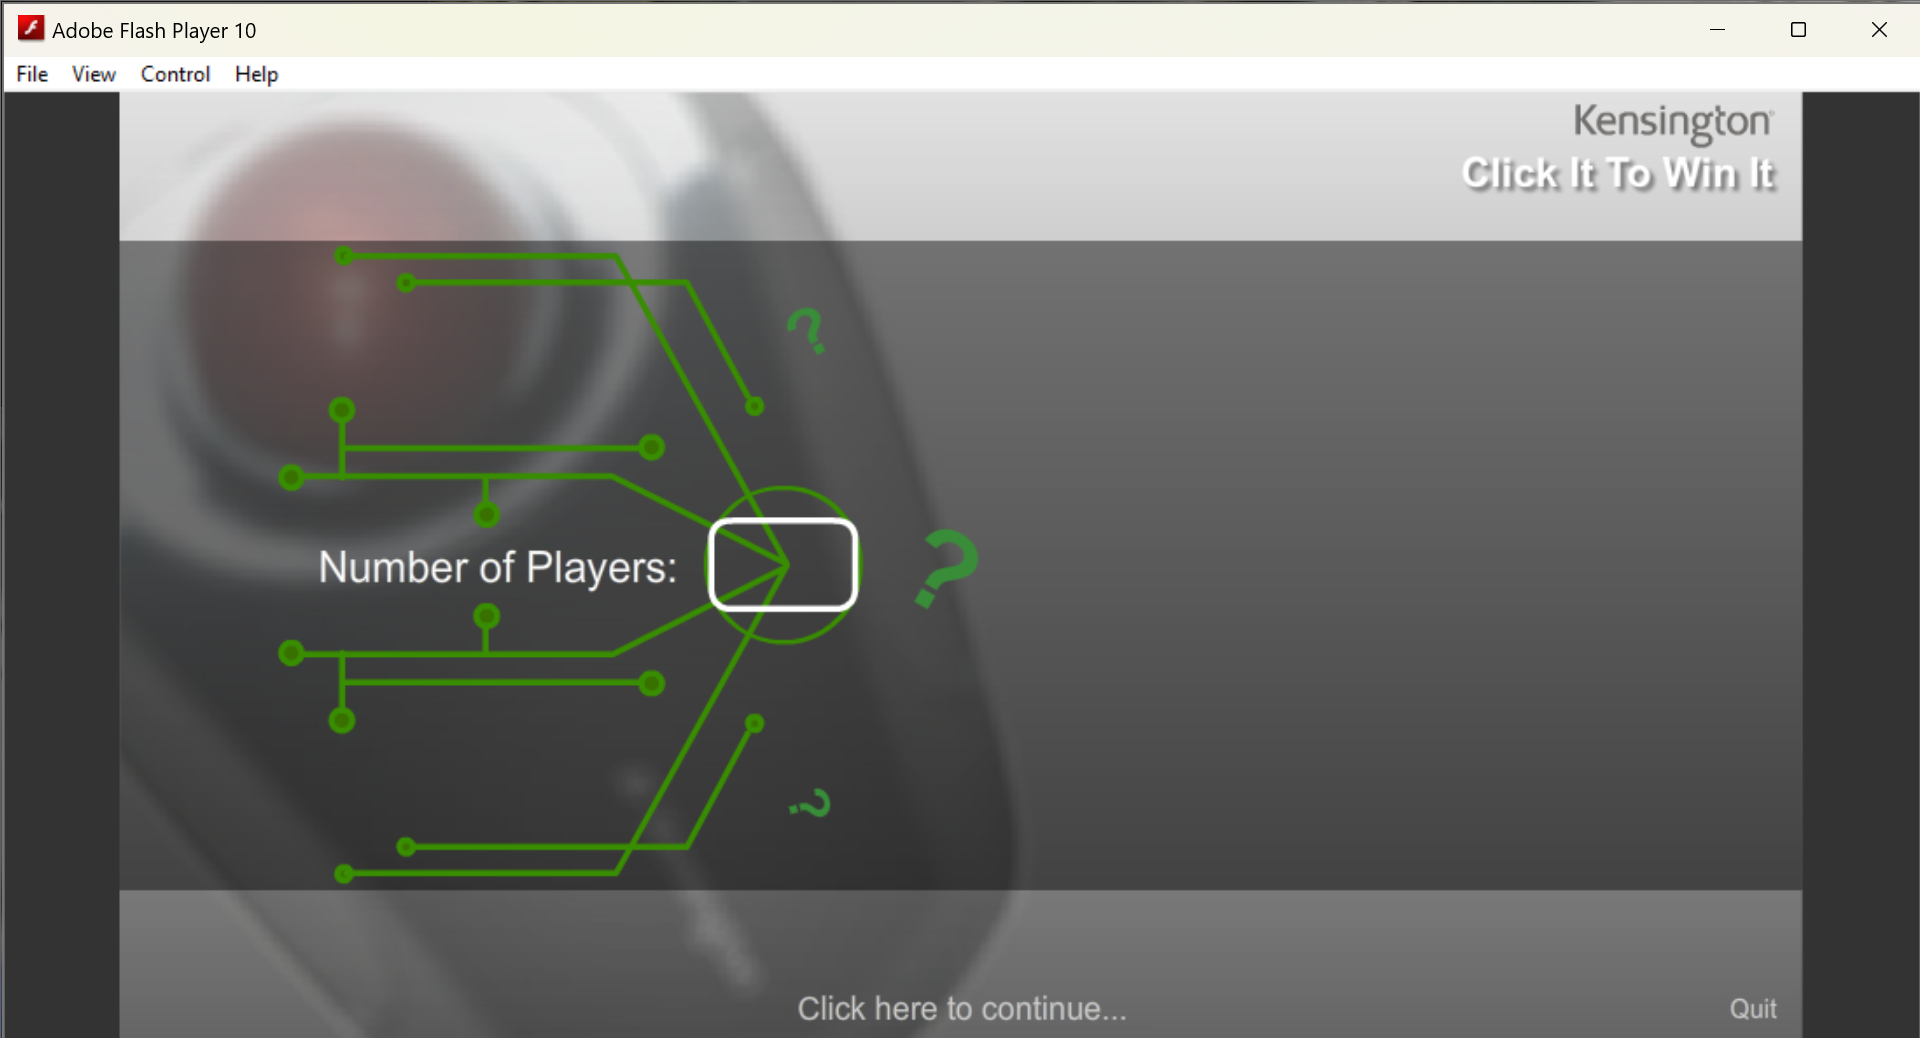 Adobe Flash Player 10
File View Control Help
Kensington
Click It To Win It
?
Number of Players:
?
?
Click here to continue...
Quit